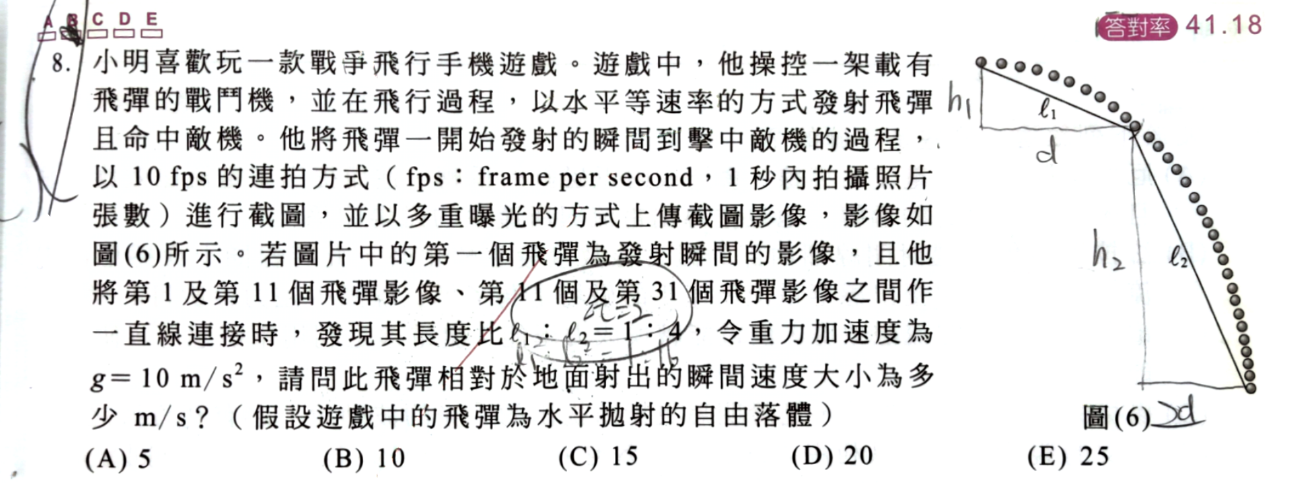 A B C D E
答對率 41.18
8. 小明喜歡玩一款戰爭飛行手機遊戲。遊戲中，他操控一架載有
飛彈的戰鬥機，並在飛行過程，以水平等速率的方式發射飛彈
且命中敵機。他將飛彈一開始發射的瞬間到擊中敵機的過程，
以 10 fps 的連拍方式（fps：frame per second，1 秒內拍攝照片
張數）進行截圖，並以多重曝光的方式上傳截圖影像，影像如
圖(6)所示。若圖片中的第一個飛彈為發射瞬間的影像，且他
將第 1 及第 11 個飛彈影像、第 11 個及第 31 個飛彈影像之間作
一直線連接時，發現其長度比 ℓ₁：ℓ₂＝1：4，令重力加速度為
g＝10 m/s²，請問此飛彈相對於地面射出的瞬間速度大小為多
少 m/s？（假設遊戲中的飛彈為水平拋射的自由落體）
(A) 5 (B) 10 (C) 15 (D) 20 (E) 25
h₁
ℓ₁
d
h₂
ℓ₂
圖(6)
2d
ℓ₁²：ℓ₂²＝1：16